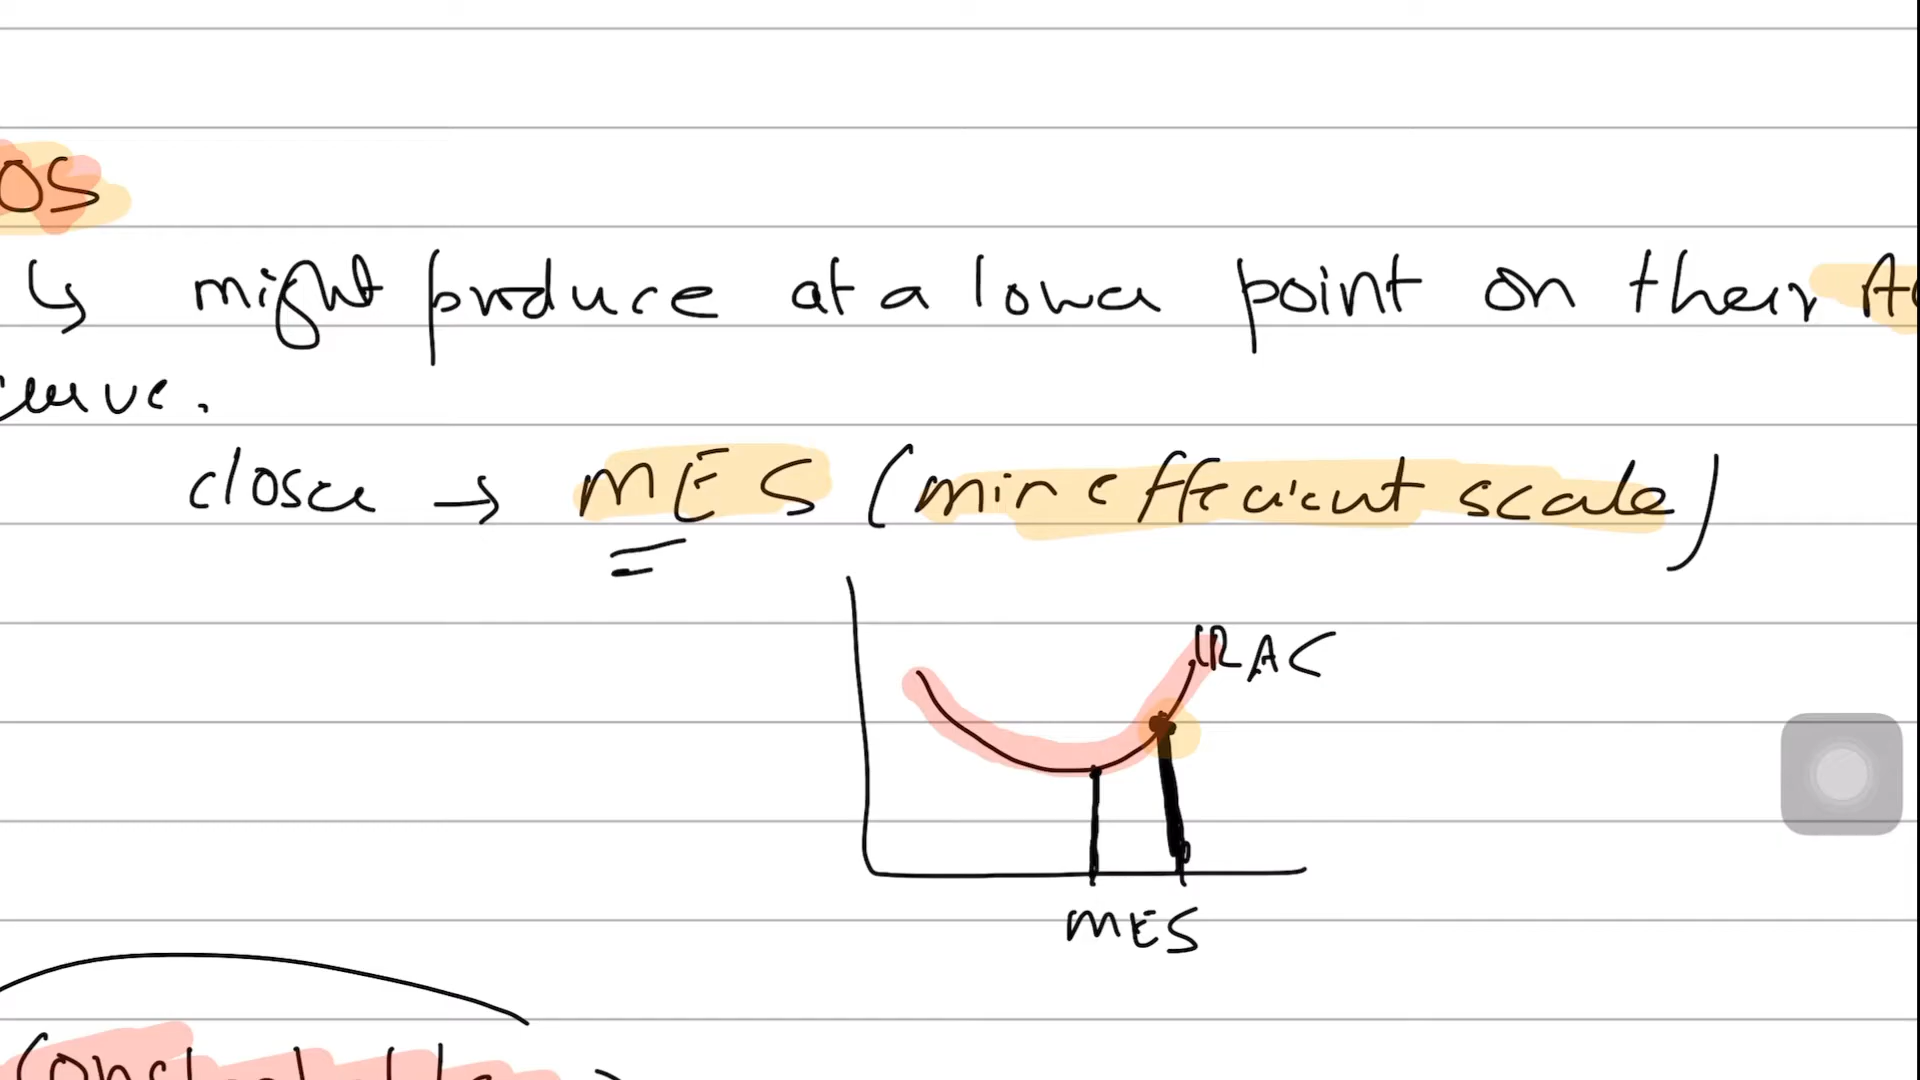 OS
↳ might produce at a lower point on their A
curve.
closer → MES (min efficient scale)
LRAC
MES